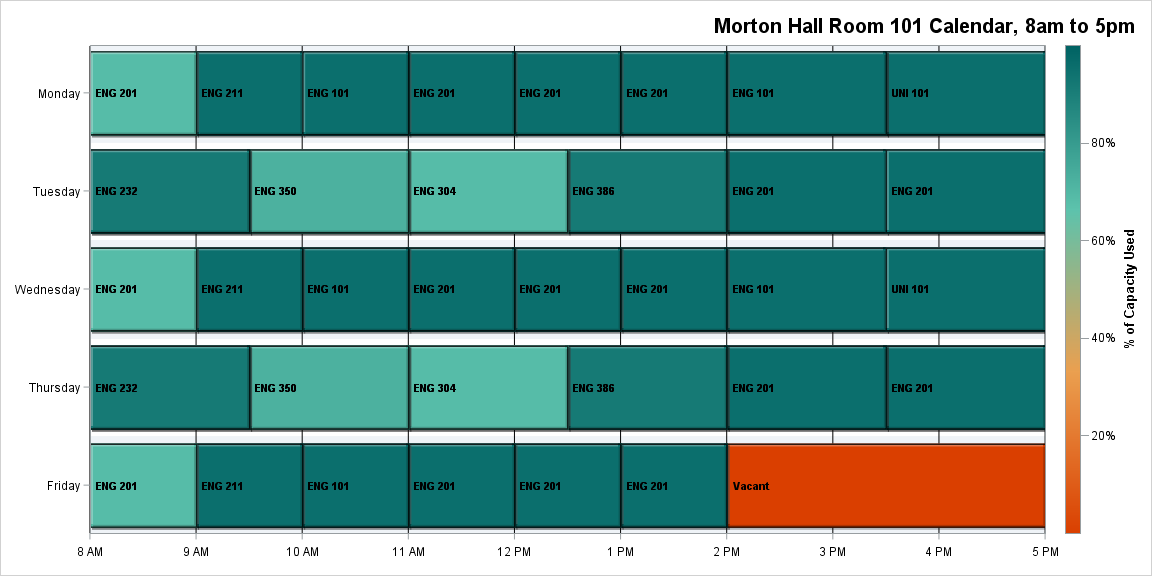 Morton Hall Room 101 Calendar, 8am to 5pm
Monday ENG 201 ENG 211 ENG 101 ENG 201 ENG 201 ENG 201 ENG 101 UNI 101
Tuesday ENG 232 ENG 350 ENG 304 ENG 386 ENG 201 ENG 201
Wednesday ENG 201 ENG 211 ENG 101 ENG 201 ENG 201 ENG 201 ENG 101 UNI 101
Thursday ENG 232 ENG 350 ENG 304 ENG 386 ENG 201 ENG 201
Friday ENG 201 ENG 211 ENG 101 ENG 201 ENG 201 ENG 201 Vacant
8 AM 9 AM 10 AM 11 AM 12 PM 1 PM 2 PM 3 PM 4 PM 5 PM
80%
60%
40%
20%
% of Capacity Used